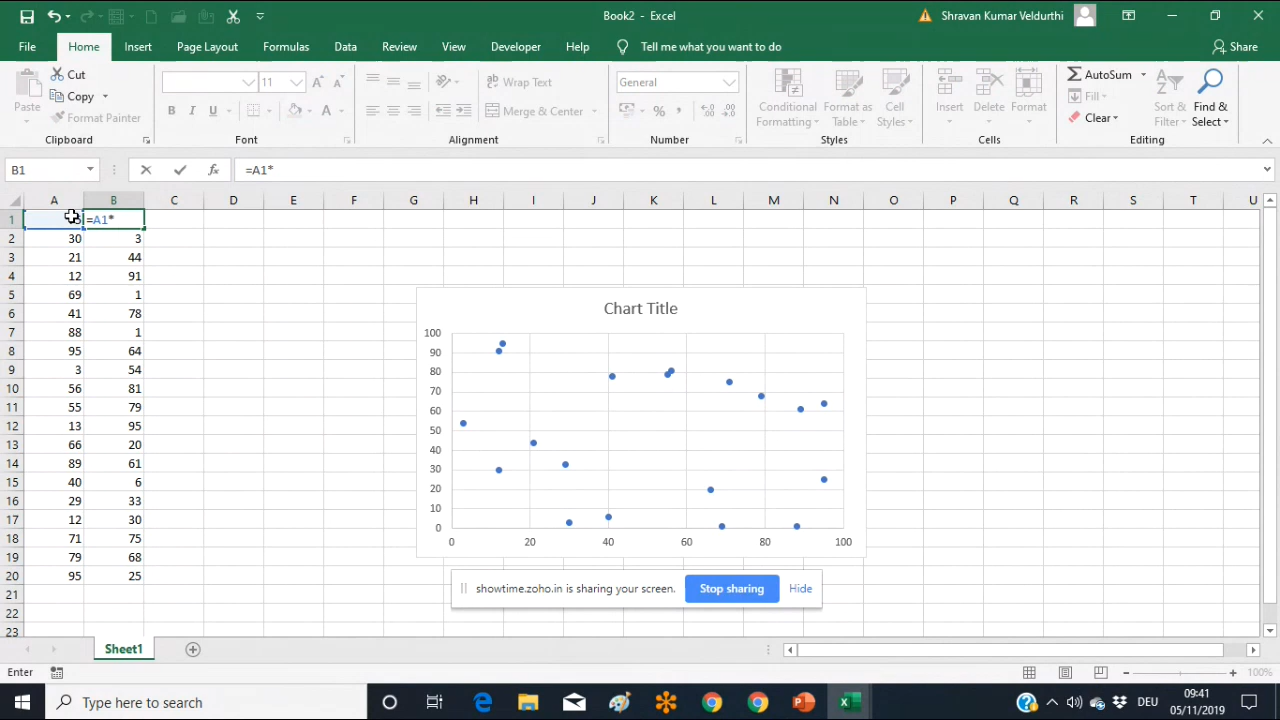 Book2 - Excel
Shravan Kumar Veldurthi
File Home Insert Page Layout Formulas Data Review View Developer Help Tell me what you want to do Share
Paste
Cut
Copy
Format Painter
Clipboard
11
B I U
Font
Wrap Text
Merge & Center
Alignment
General
Number
Conditional Formatting
Format as Table
Cell Styles
Styles
Insert
Delete
Format
Cells
AutoSum
Fill
Clear
Sort & Filter
Find & Select
Editing
B1 fx =A1*
A B C D E F G H I J K L M N O P Q R S T U
1 =A1*
2 30 3
3 21 44
4 12 91
5 69 1
6 41 78
7 88 1
8 95 64
9 3 54
10 56 81
11 55 79
12 13 95
13 66 20
14 89 61
15 40 6
16 29 33
17 12 30
18 71 75
19 79 68
20 95 25
21
22
23
Chart Title
100
90
80
70
60
50
40
30
20
10
0
0 20 40 60 80 100
showtime.zoho.in is sharing your screen. Stop sharing Hide
Sheet1
Enter 100%
Type here to search
DEU
09:41
05/11/2019